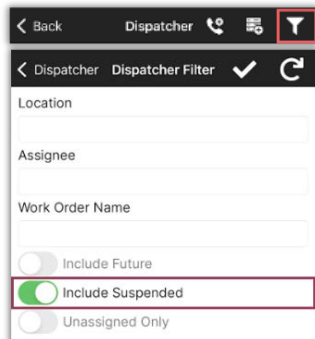 Back Dispatcher
Dispatcher Dispatcher Filter
Location
Assignee
Work Order Name
Include Future
Include Suspended
Unassigned Only